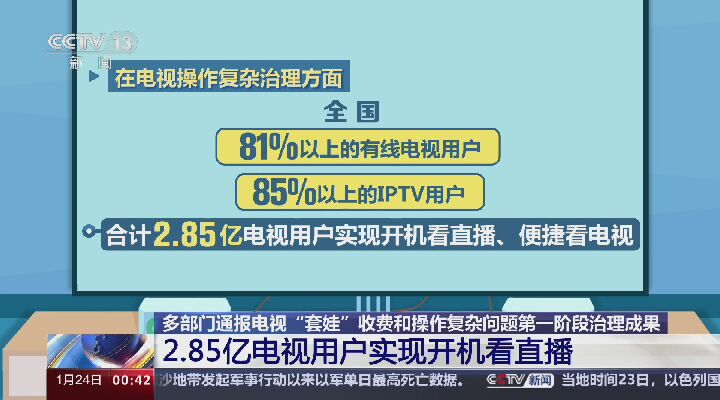 CCTV 13
新闻
在电视操作复杂治理方面
全国
81%以上的有线电视用户
85%以上的IPTV用户
合计2.85亿电视用户实现开机看直播、便捷看电视
多部门通报电视“套娃”收费和操作复杂问题第一阶段治理成果
2.85亿电视用户实现开机看直播
1月24日 00:42 沙地带发起军事行动以来以军单日最高死亡数据。 CCTV 新闻 当地时间23日，以色列国